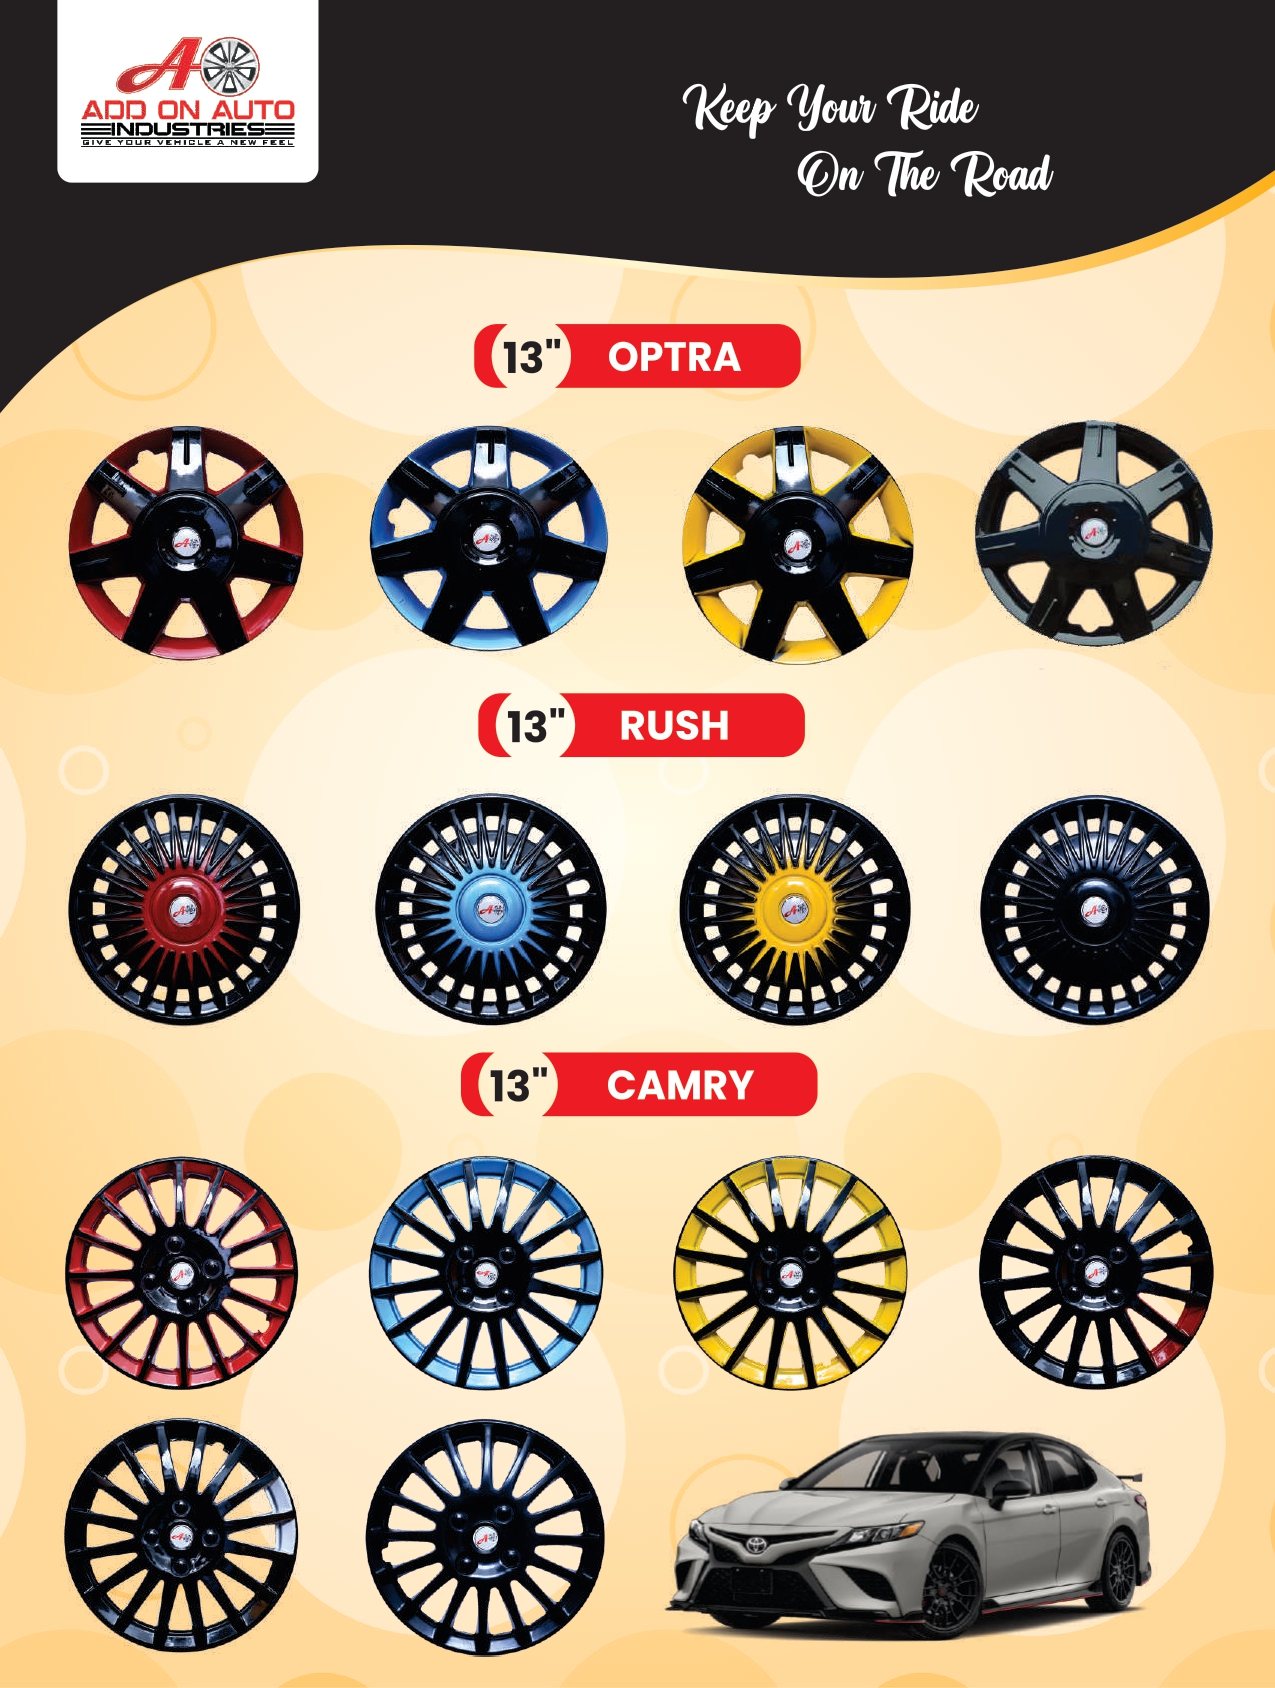 A
ADD ON AUTO
INDUSTRIES
GIVE YOUR VEHICLE A NEW FEEL
Keep Your Ride
On The Road
13" OPTRA
13" RUSH
13" CAMRY